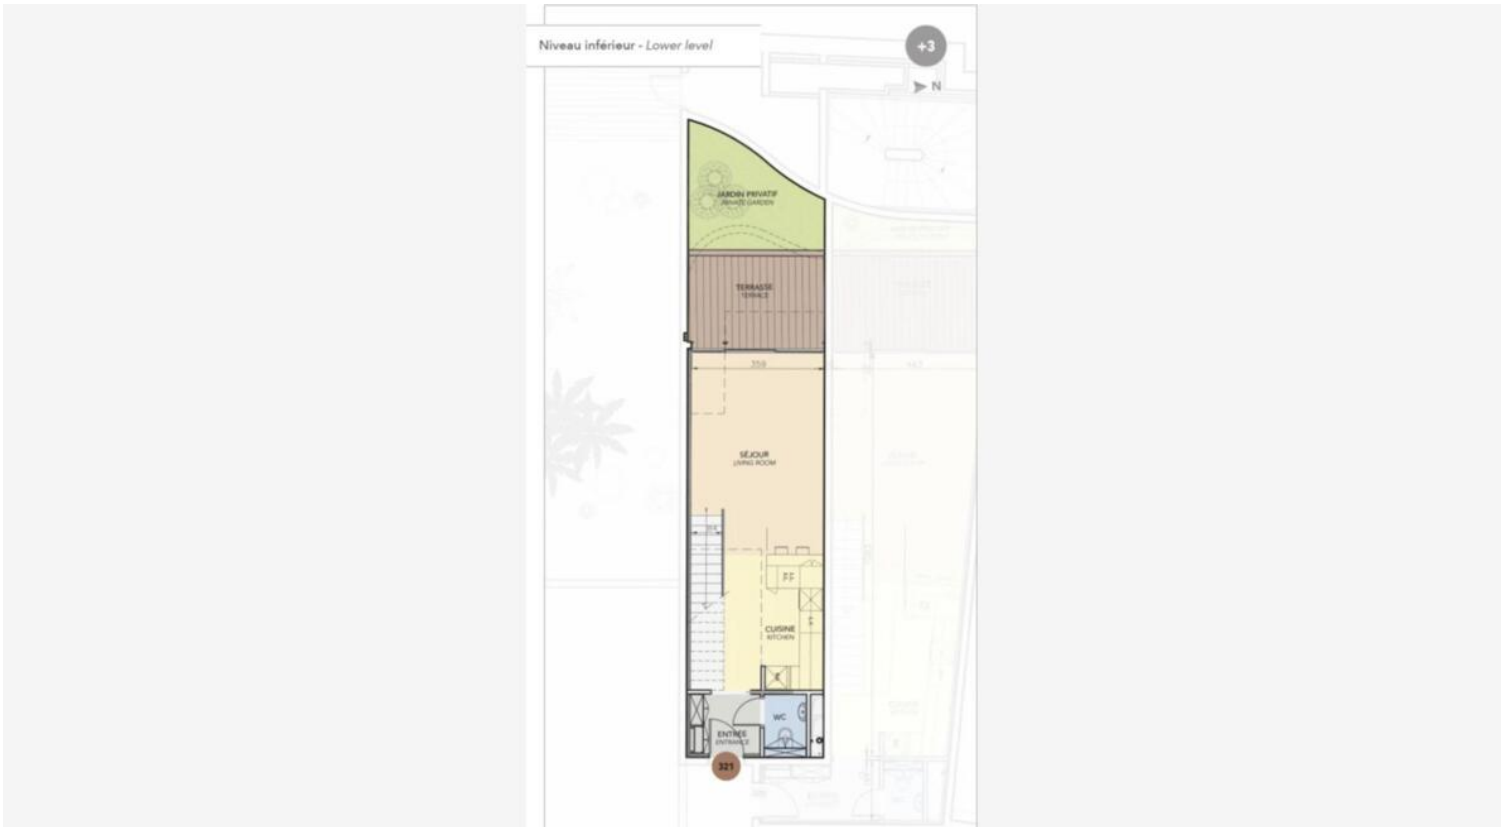 Niveau inférieur - Lower level
+3
N
JARDIN PRIVATIF
PRIVATE GARDEN
TERRASSE
TERRACE
359
SÉJOUR
LIVING ROOM
CUISINE
KITCHEN
WC
ENTRÉE
ENTRANCE
321